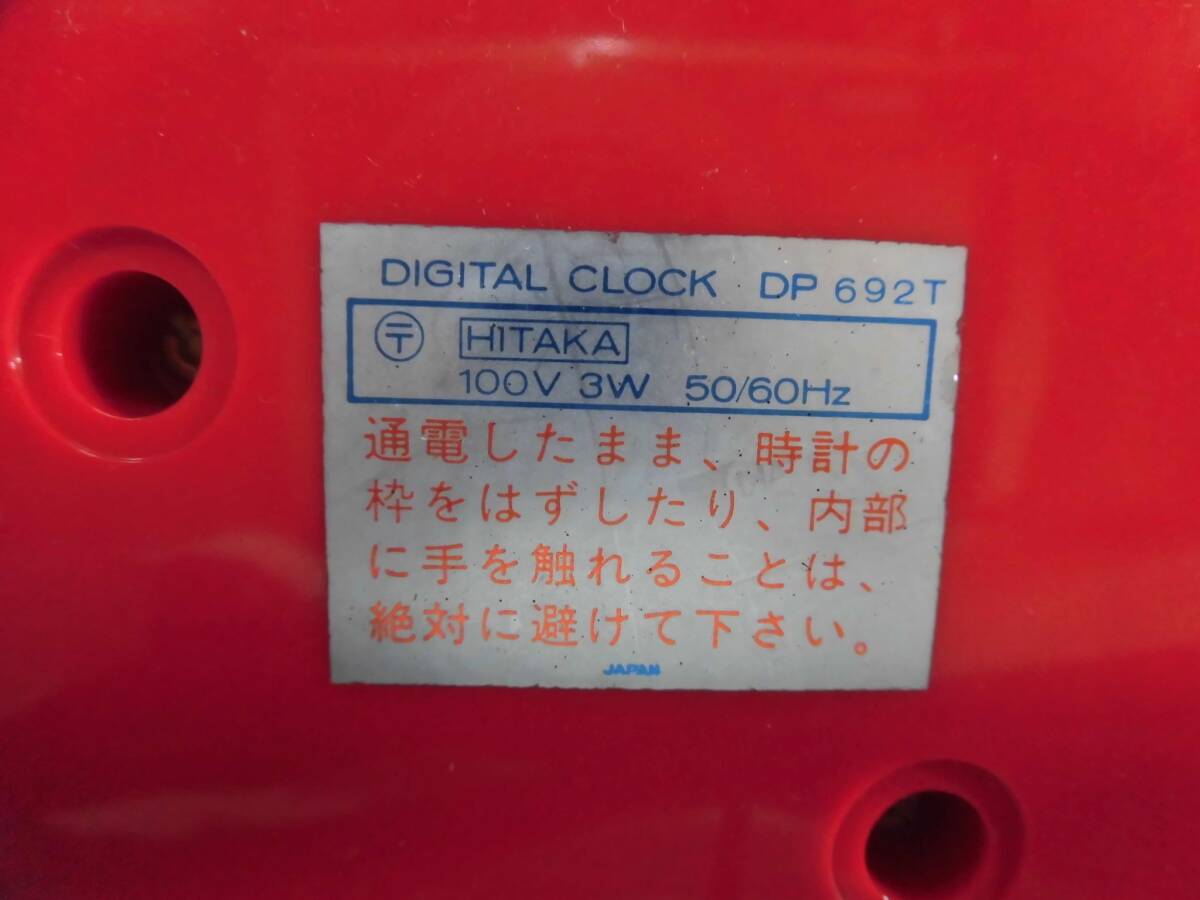 DIGITAL CLOCK DP 692T
〒 HITAKA
100V 3W 50/60Hz
通電したまま、時計の
枠をはずしたり、内部
に手を触れることは、
絶対に避けて下さい。
JAPAN